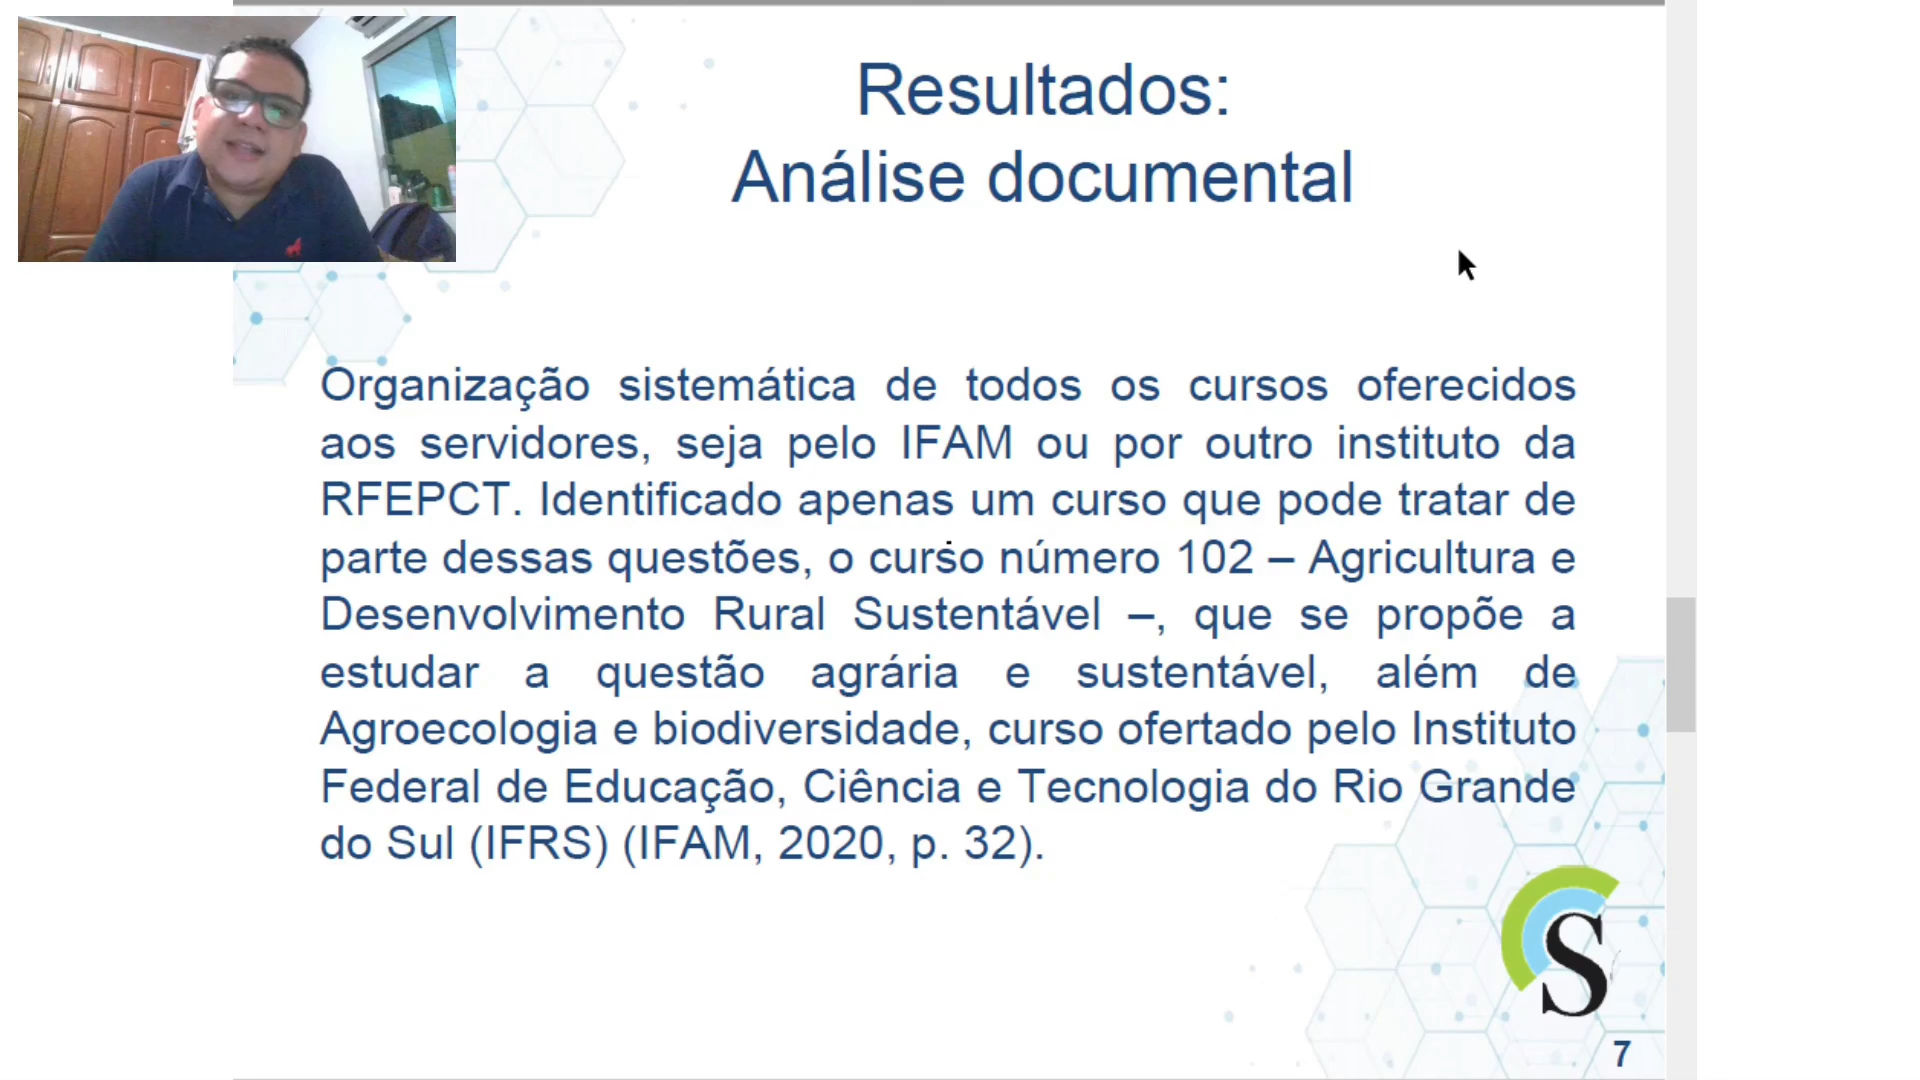 Resultados:
Análise documental
Organização sistemática de todos os cursos oferecidos
aos servidores, seja pelo IFAM ou por outro instituto da
RFEPCT. Identificado apenas um curso que pode tratar de
parte dessas questões, o curso número 102 – Agricultura e
Desenvolvimento Rural Sustentável –, que se propõe a
estudar a questão agrária e sustentável, além de
Agroecologia e biodiversidade, curso ofertado pelo Instituto
Federal de Educação, Ciência e Tecnologia do Rio Grande
do Sul (IFRS) (IFAM, 2020, p. 32).
S
7